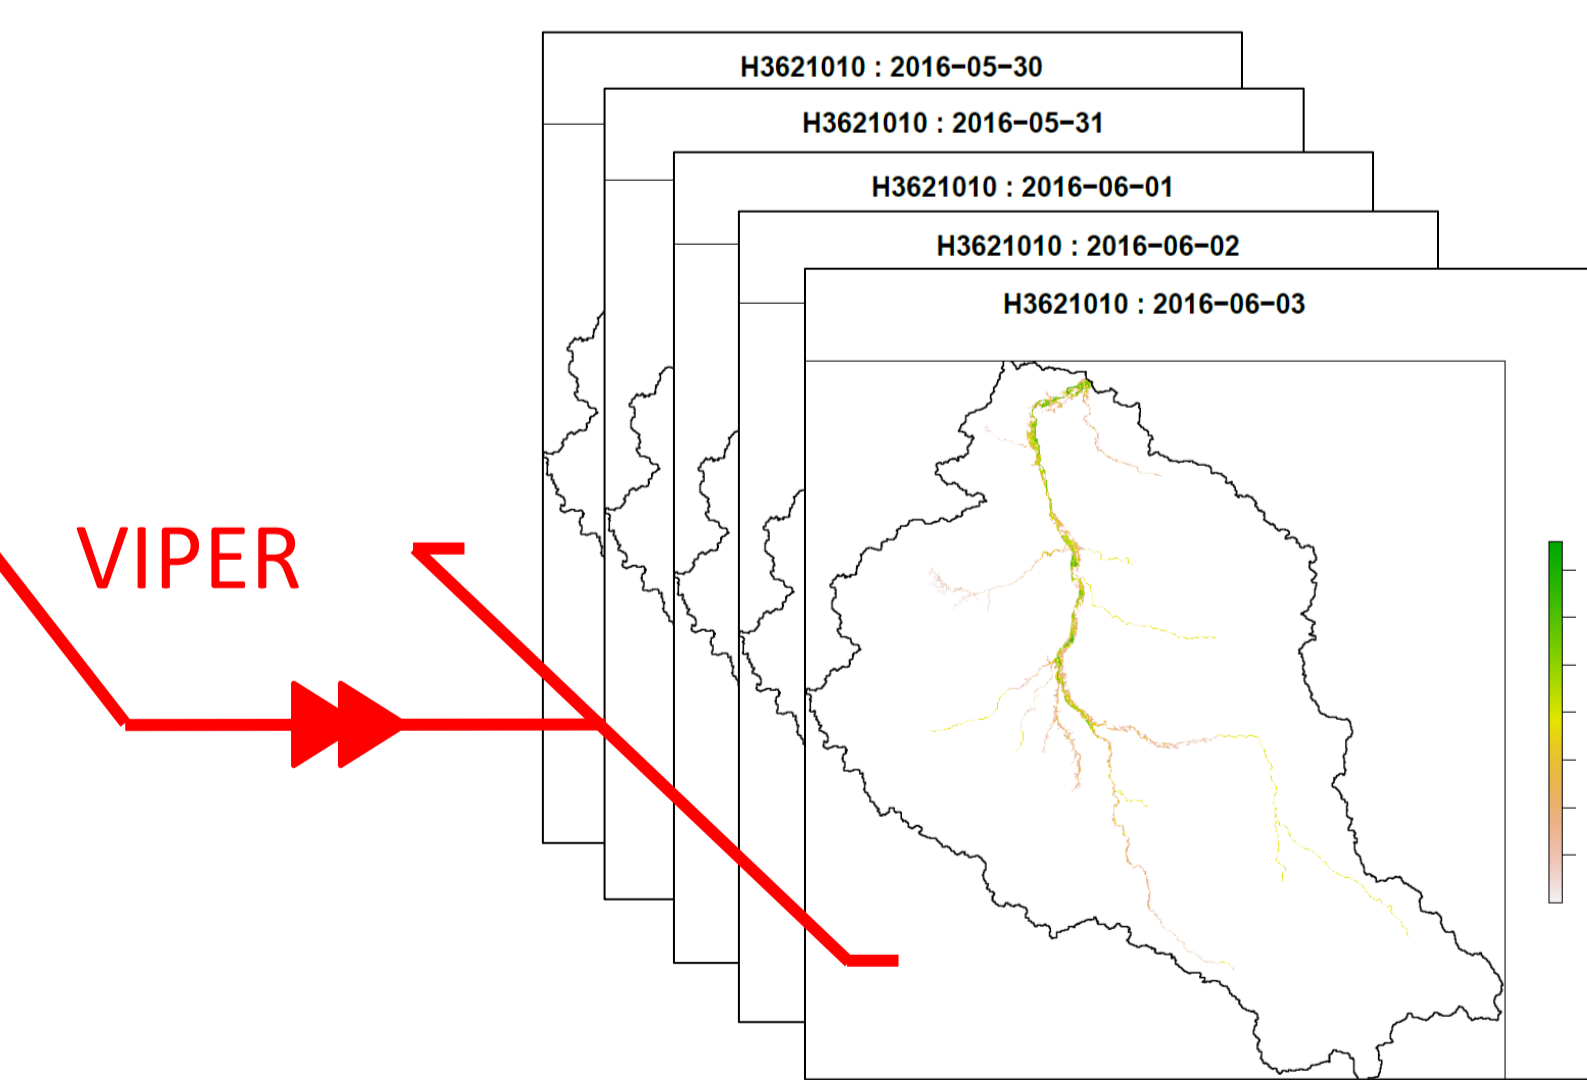 H3621010 : 2016−05−30
H3621010 : 2016−05−31
H3621010 : 2016−06−01
H3621010 : 2016−06−02
H3621010 : 2016−06−03
VIPER